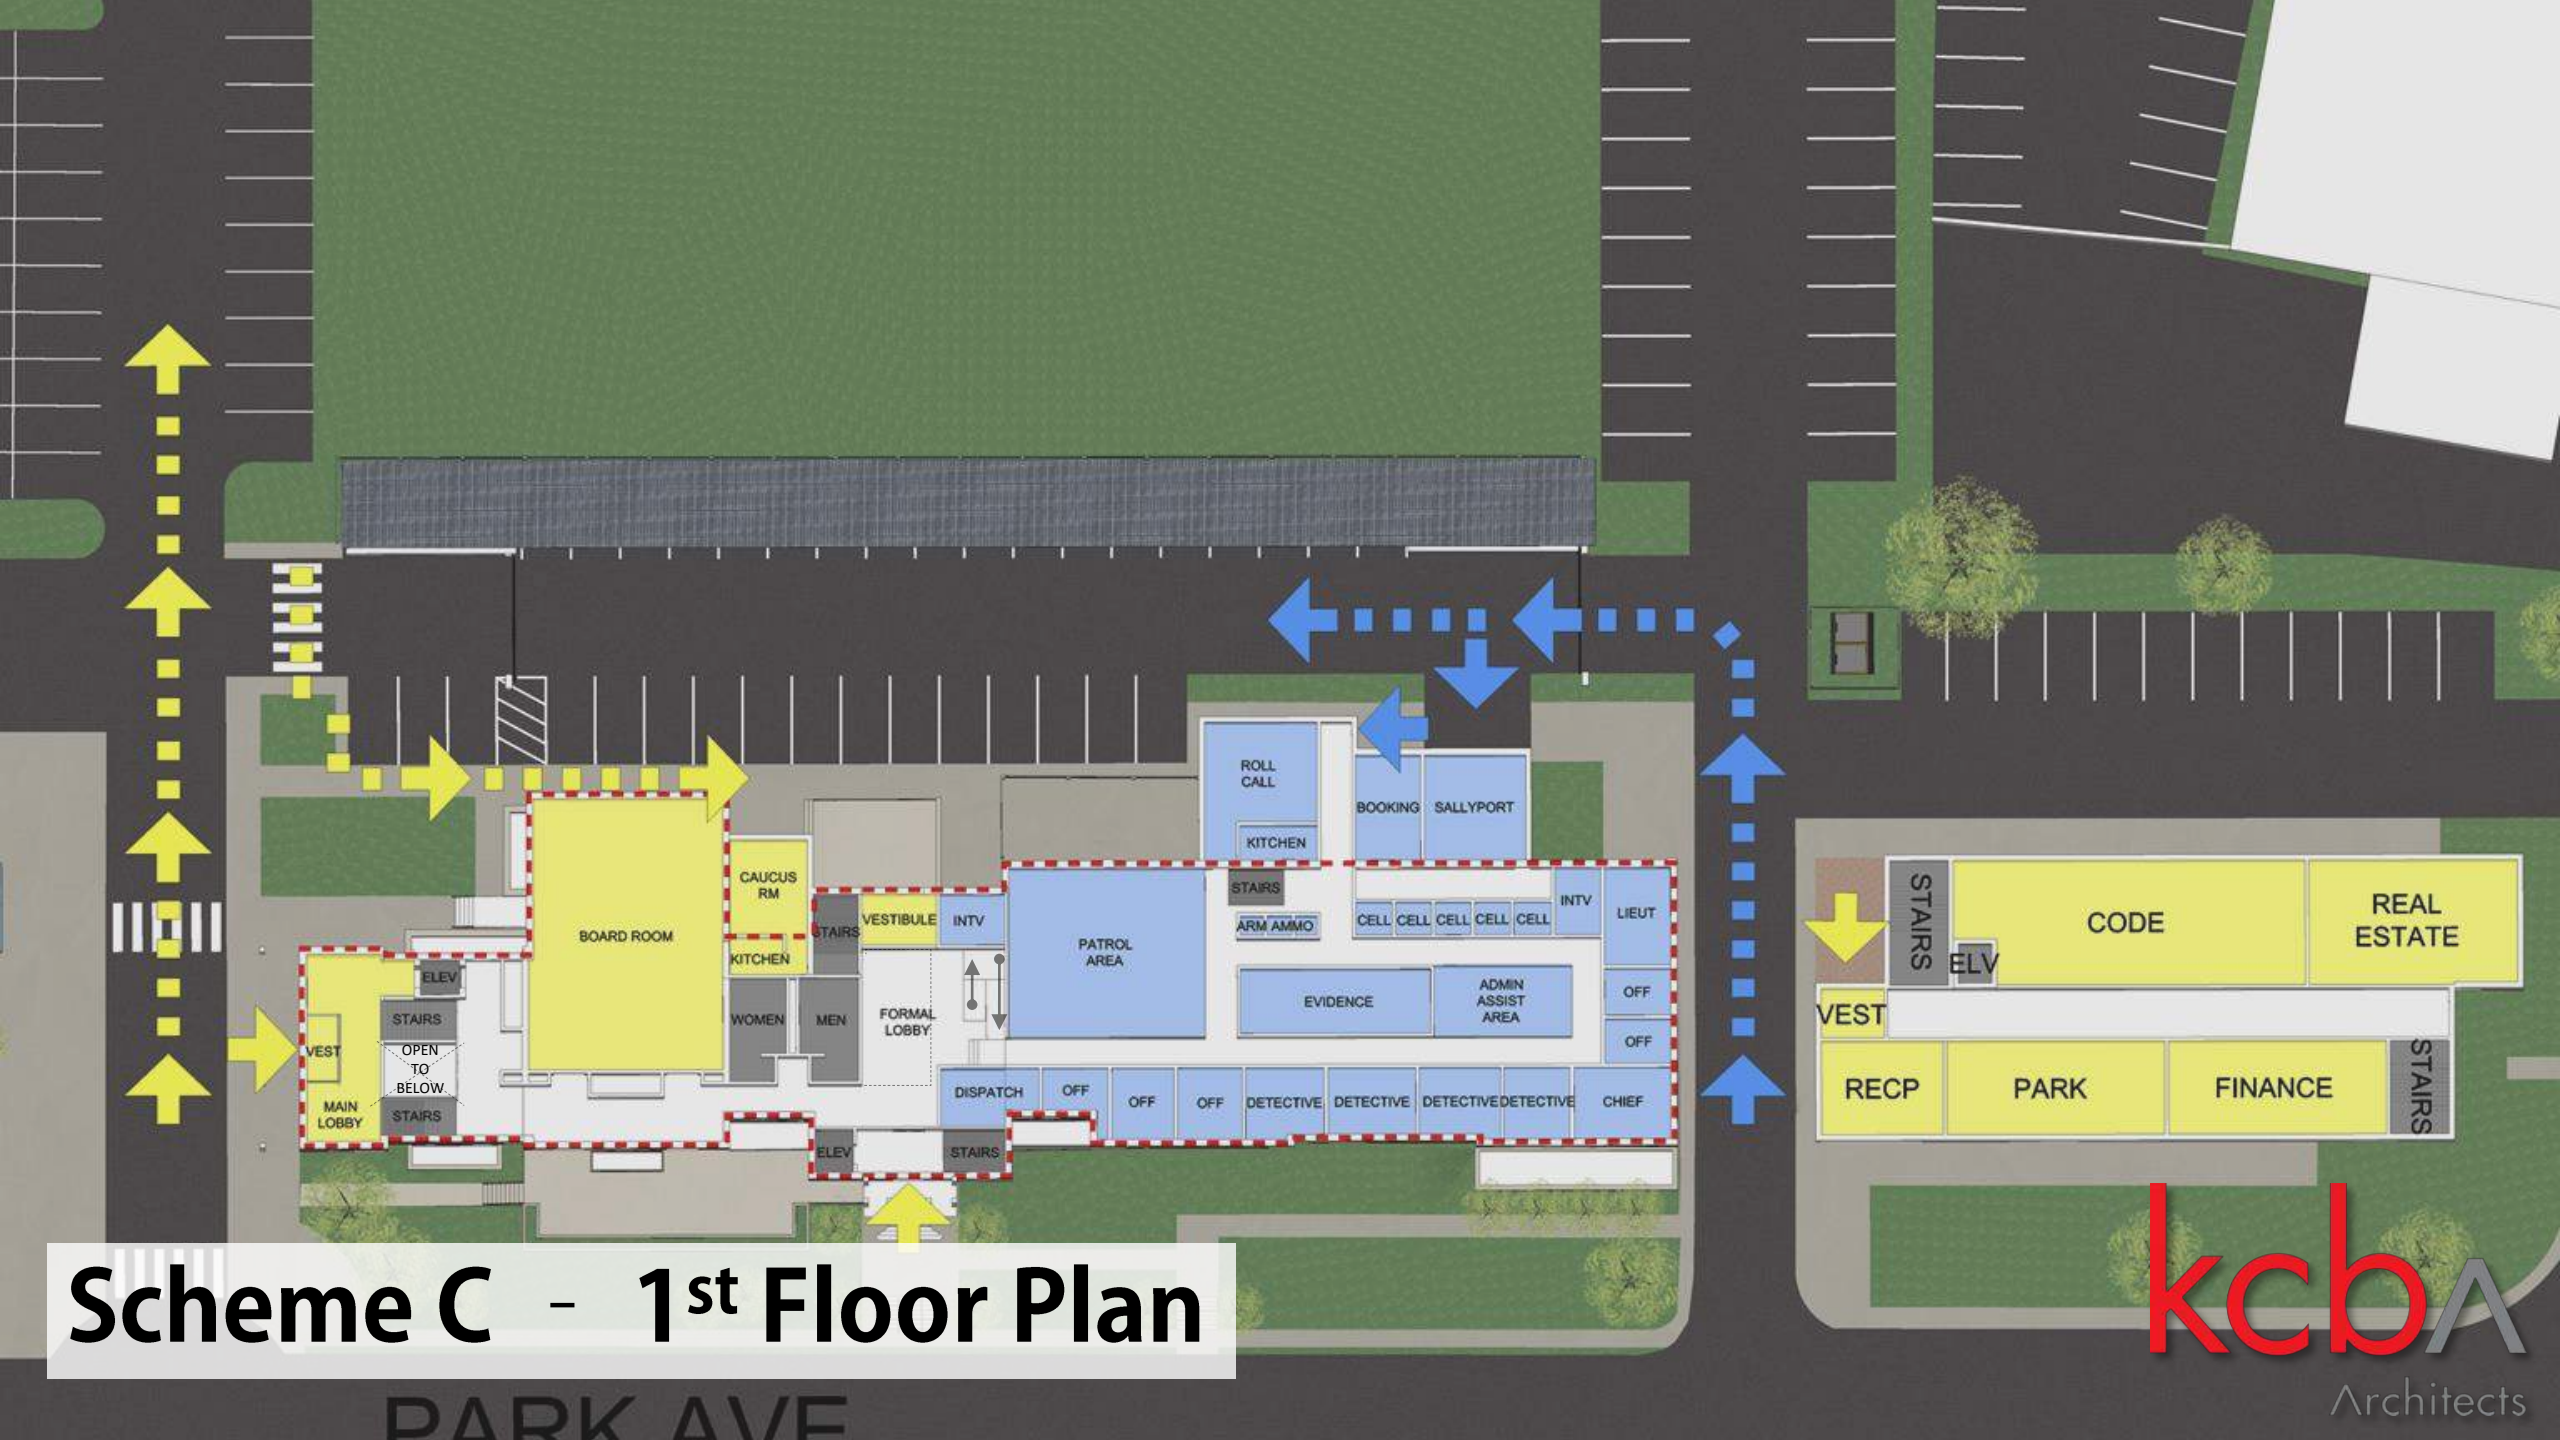 ROLL
CALL
KITCHEN
BOOKING
SALLYPORT
CAUCUS
RM
KITCHEN
BOARD ROOM
STAIRS
VESTIBULE
INTV
PATROL
AREA
STAIRS
ARM AMMO
CELL
CELL
CELL
CELL
CELL
INTV
LIEUT
EVIDENCE
ADMIN
ASSIST
AREA
OFF
OFF
ELEV
STAIRS
VEST
OPEN
TO
BELOW
MAIN
LOBBY
STAIRS
WOMEN
MEN
FORMAL
LOBBY
DISPATCH
OFF
OFF
OFF
DETECTIVE
DETECTIVE
DETECTIVE
DETECTIVE
CHIEF
ELEV
STAIRS
STAIRS
ELV
CODE
REAL
ESTATE
VEST
RECP
PARK
FINANCE
STAIRS
Scheme C - 1st Floor Plan
PARK AVE
kcba
Architects